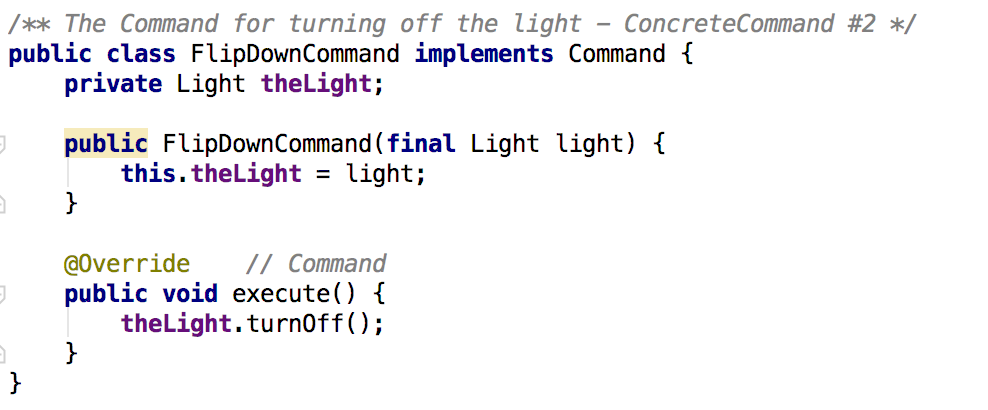 /** The Command for turning off the light – ConcreteCommand #2 */
public class FlipDownCommand implements Command {
    private Light theLight;

    public FlipDownCommand(final Light light) {
        this.theLight = light;
    }

    @Override    // Command
    public void execute() {
        theLight.turnOff();
    }
}